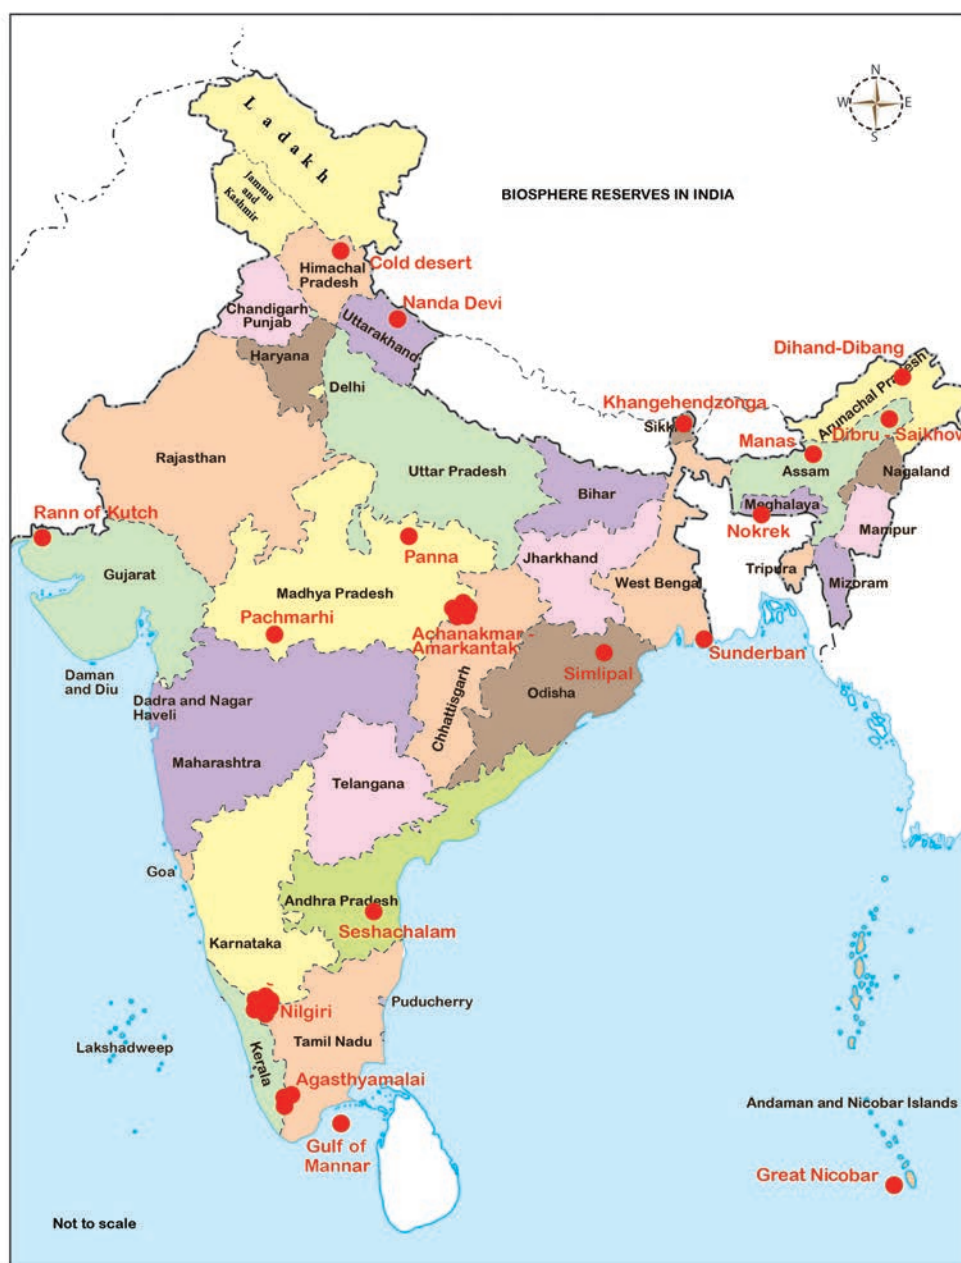 N
W E
S
Ladakh
Jammu
and
Kashmir
BIOSPHERE RESERVES IN INDIA
Himachal
Pradesh
Cold desert
Chandigarh
Punjab
Nanda Devi
Uttarakhand
Haryana
Delhi
Dihand-Dibang
Arunachal Pradesh
Khangehendzonga
Sikki
Manas
Dibru - Saikhow
Assam
Nagaland
Rajasthan
Uttar Pradesh
Bihar
Meghalaya
Rann of Kutch
Nokrek
Manipur
Panna
Jharkhand
Gujarat
West Bengal
Tripura
Mizoram
Madhya Pradesh
Pachmarhi
Achanakmar -
Amarkantak
Sunderban
Simlipal
Daman
and Diu
Dadra and Nagar
Haveli
Odisha
Chhattisgarh
Maharashtra
Telangana
Goa
Andhra Pradesh
Seshachalam
Karnataka
Puducherry
Nilgiri
Lakshadweep
Tamil Nadu
Kerala
Agasthyamalai
Andaman and Nicobar Islands
Gulf of
Mannar
Great Nicobar
Not to scale